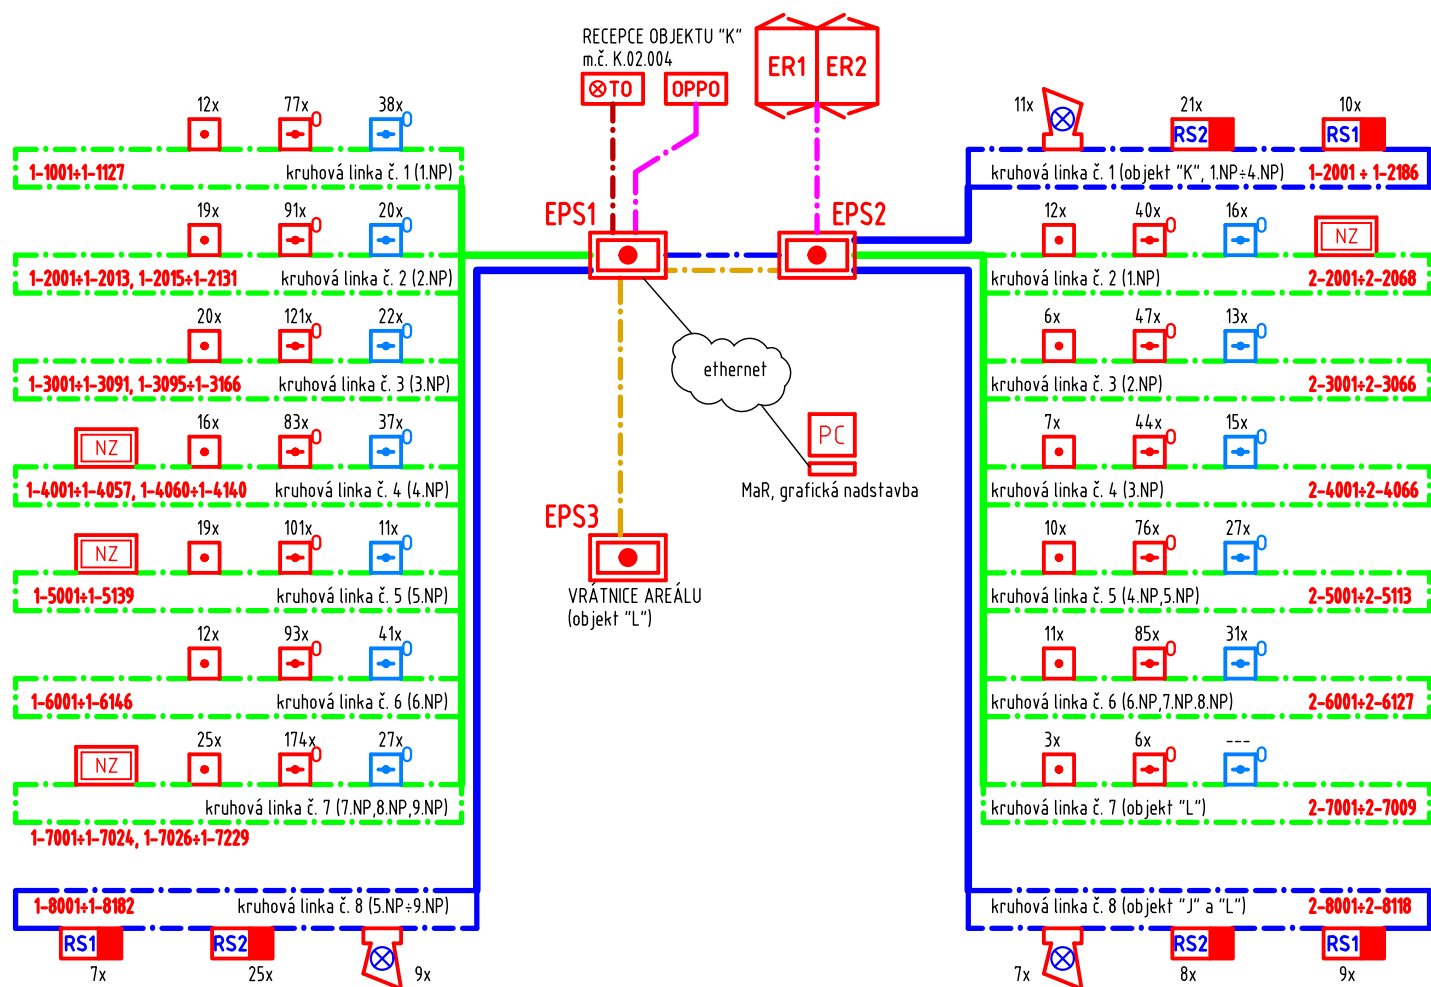 RECEPCE OBJEKTU "K"
m.č. K.02.004
TO
OPPO
ER1
ER2
12x
77x
38x
1-1001÷1-1127
kruhová linka č. 1 (1.NP)
19x
91x
20x
1-2001÷1-2013, 1-2015÷1-2131
kruhová linka č. 2 (2.NP)
20x
121x
22x
1-3001÷1-3091, 1-3095÷1-3166
kruhová linka č. 3 (3.NP)
NZ
16x
83x
37x
1-4001÷1-4057, 1-4060÷1-4140
kruhová linka č. 4 (4.NP)
NZ
19x
101x
11x
1-5001÷1-5139
kruhová linka č. 5 (5.NP)
12x
93x
41x
1-6001÷1-6146
kruhová linka č. 6 (6.NP)
NZ
25x
174x
27x
kruhová linka č. 7 (7.NP,8.NP,9.NP)
1-7001÷1-7024, 1-7026÷1-7229
1-8001÷1-8182
kruhová linka č. 8 (5.NP÷9.NP)
RS1
RS2
7x
25x
9x
EPS1
EPS2
ethernet
PC
MaR, grafická nadstavba
EPS3
VRÁTNICE AREÁLU
(objekt "L")
11x
21x
10x
RS2
RS1
kruhová linka č. 1 (objekt "K", 1.NP÷4.NP)
1-2001 ÷ 1-2186
12x
40x
16x
NZ
kruhová linka č. 2 (1.NP)
2-2001÷2-2068
6x
47x
13x
kruhová linka č. 3 (2.NP)
2-3001÷2-3066
7x
44x
15x
kruhová linka č. 4 (3.NP)
2-4001÷2-4066
10x
76x
27x
kruhová linka č. 5 (4.NP,5.NP)
2-5001÷2-5113
11x
85x
31x
kruhová linka č. 6 (6.NP,7.NP.8.NP)
2-6001÷2-6127
3x
6x
---
kruhová linka č. 7 (objekt "L")
2-7001÷2-7009
kruhová linka č. 8 (objekt "J" a "L")
2-8001÷2-8118
RS2
RS1
7x
8x
9x